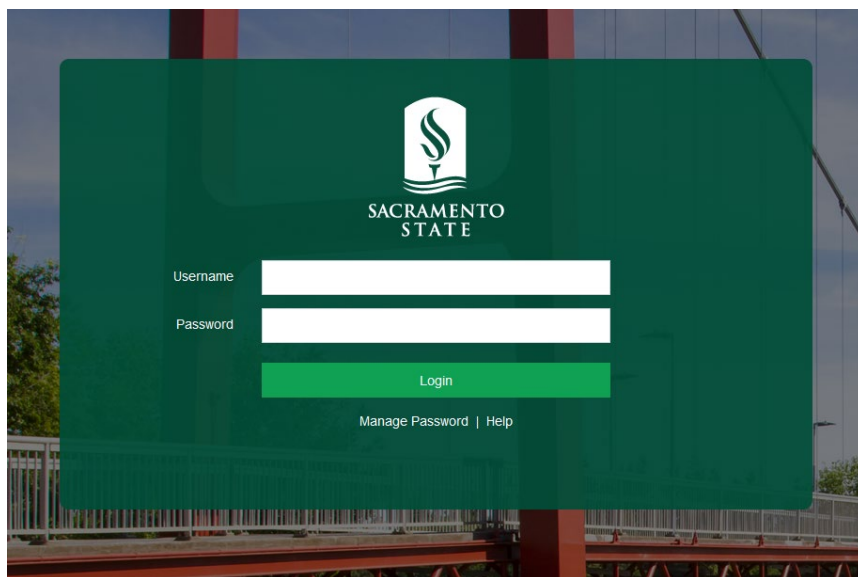 SACRAMENTO
STATE
Username
Password
Login
Manage Password | Help